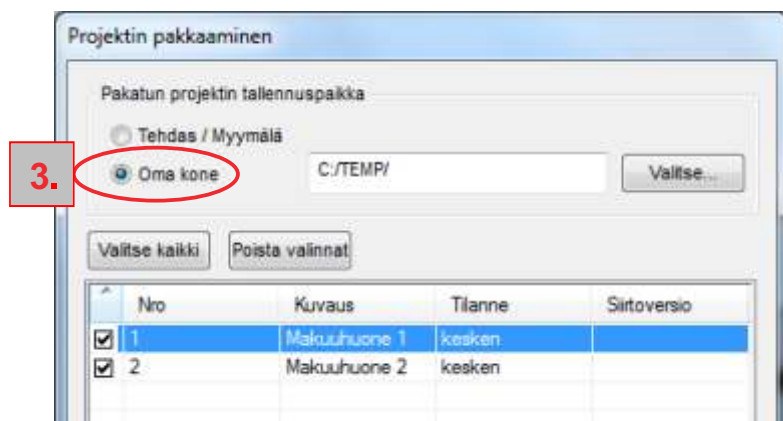 Projektin pakkaaminen
Pakatun projektin tallennuspaikka
Tehdas / Myymälä
3.
Oma kone C:/TEMP/ Valitse...
Valitse kaikki Poista valinnat
Nro Kuvaus Tilanne Siirtoversio
1 Makuuhuone 1 kesken
2 Makuuhuone 2 kesken